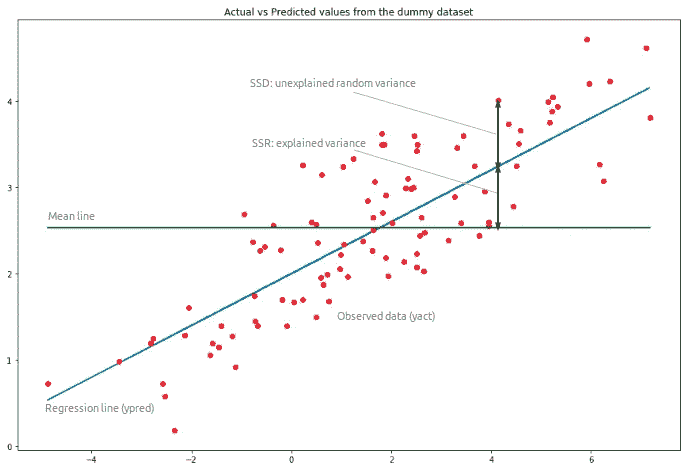 Actual vs Predicted values from the dummy dataset
SSD: unexplained random variance
SSR: explained variance
Mean line
Observed data (yact)
Regression line (ypred)
4
3
2
1
0
−4 −2 0 2 4 6